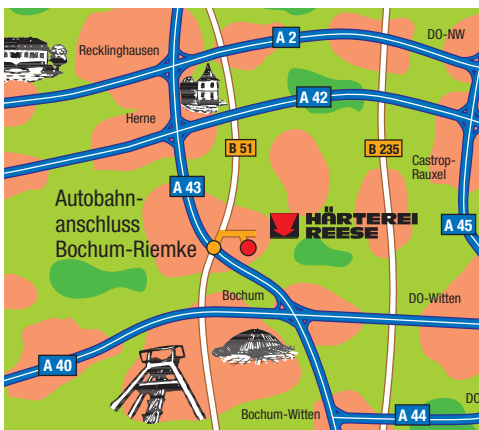 Recklinghausen
A 2
DO-NW
A 42
Herne
B 51
B 235
Castrop-
Rauxel
A 43
Autobahn-
anschluss
Bochum-Riemke
HÄRTEREI
REESE
A 45
Bochum
DO-Witten
A 40
Bochum-Witten
A 44
DO